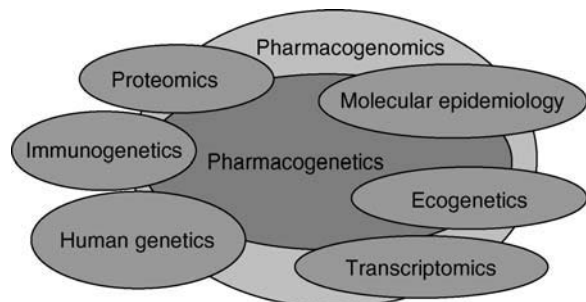 Pharmacogenomics
Proteomics
Molecular epidemiology
Immunogenetics
Pharmacogenetics
Ecogenetics
Human genetics
Transcriptomics